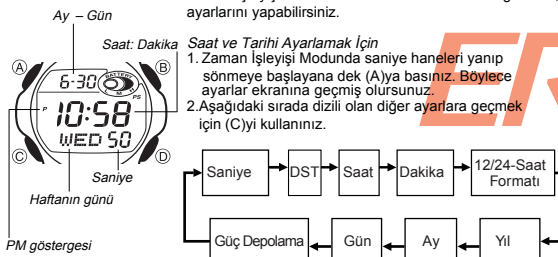 ayarlarını yapabilirsiniz.
Ay – Gün
Saat: Dakika
Saat ve Tarihi Ayarlamak İçin
1. Zaman İşleyişi Modunda saniye haneleri yanıp
sönmeye başlayana dek (A)ya basınız. Böylece
ayarlar ekranına geçmiş olursunuz.
2.Aşağıdaki sırada dizili olan diğer ayarlara geçmek
için (C)yi kullanınız.
A
B
6-30
BATTERY
P
PS
10:58
WED 50
C
D
Saniye
Haftanın günü
PM göstergesi
Saniye
DST
Saat
Dakika
12/24-Saat
Formatı
Güç Depolama
Gün
Ay
Yıl